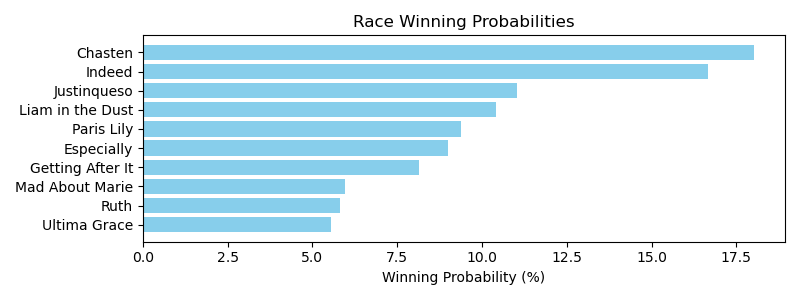 Race Winning Probabilities
Chasten
Indeed
Justinqueso
Liam in the Dust
Paris Lily
Especially
Getting After It
Mad About Marie
Ruth
Ultima Grace
0.0 2.5 5.0 7.5 10.0 12.5 15.0 17.5
Winning Probability (%)